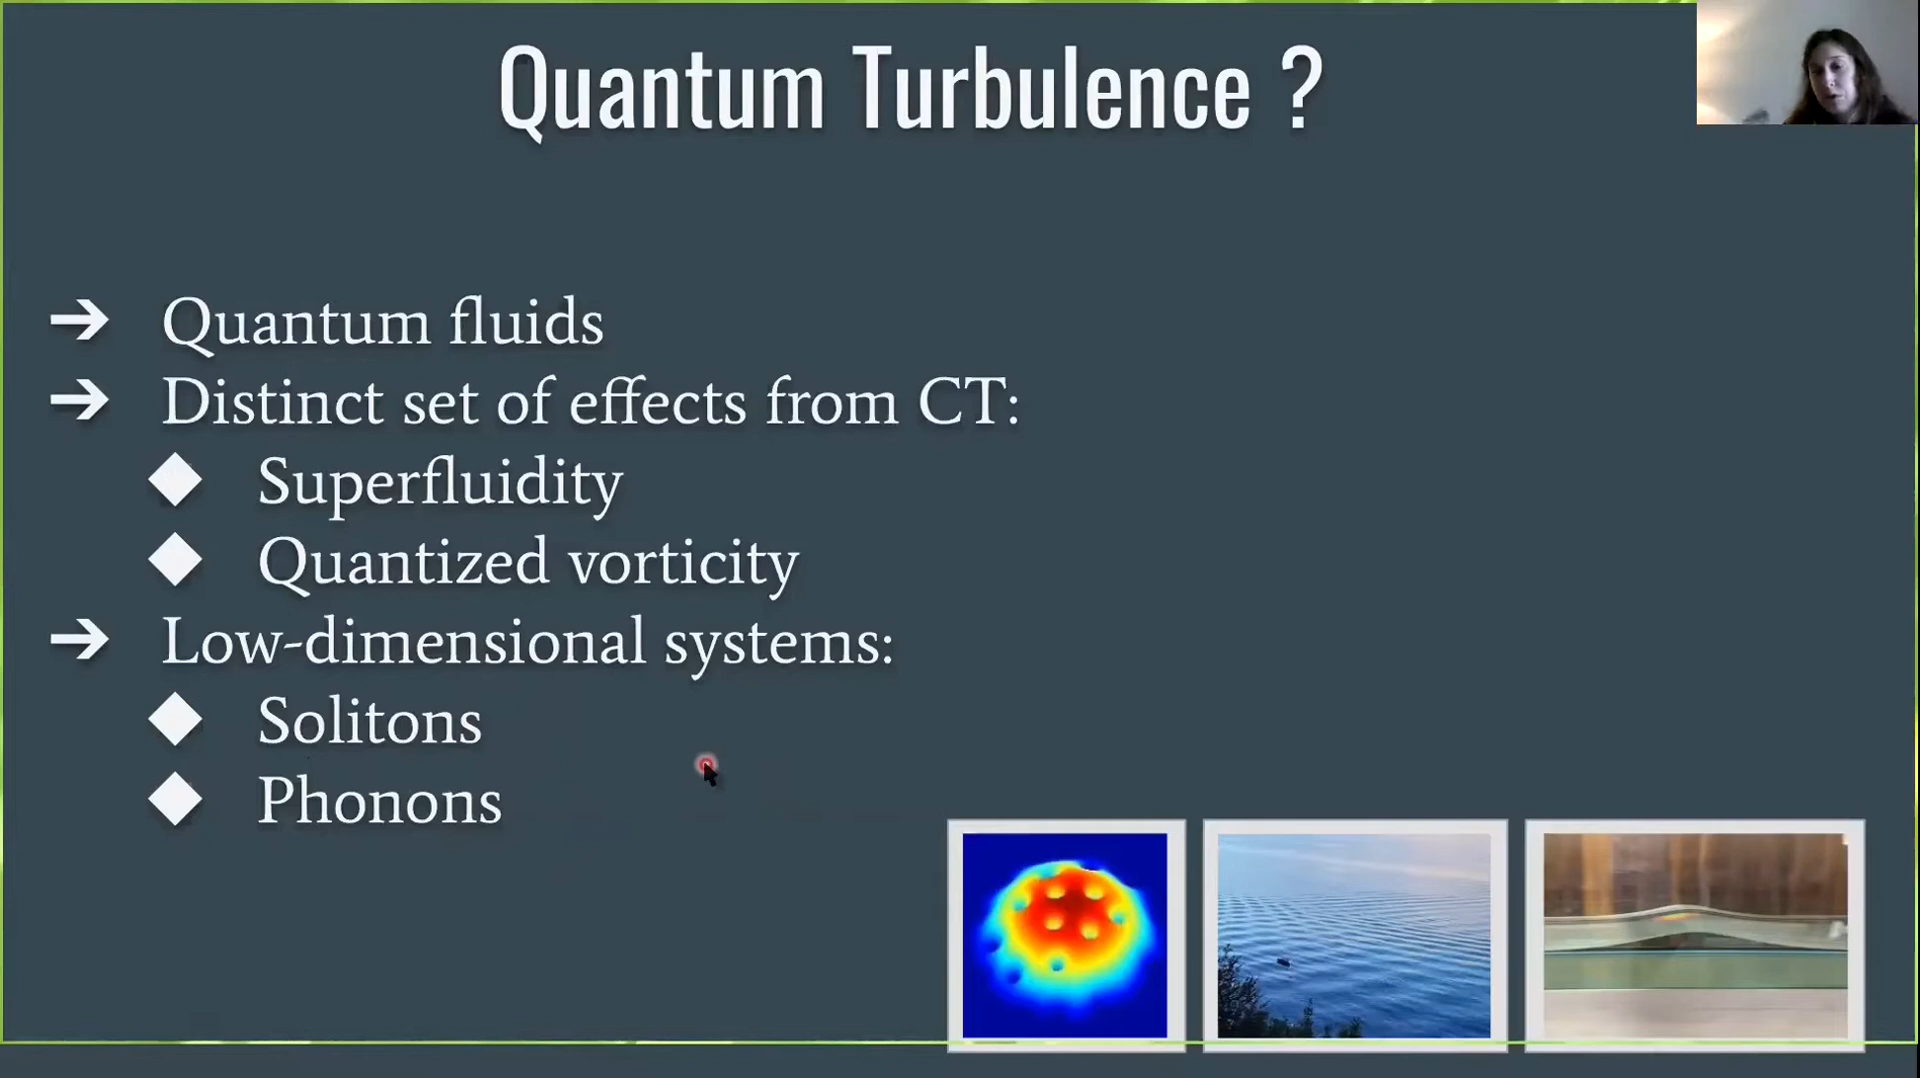 Quantum Turbulence ?
➔ Quantum fluids
➔ Distinct set of effects from CT:
◆ Superfluidity
◆ Quantized vorticity
➔ Low-dimensional systems:
◆ Solitons
◆ Phonons